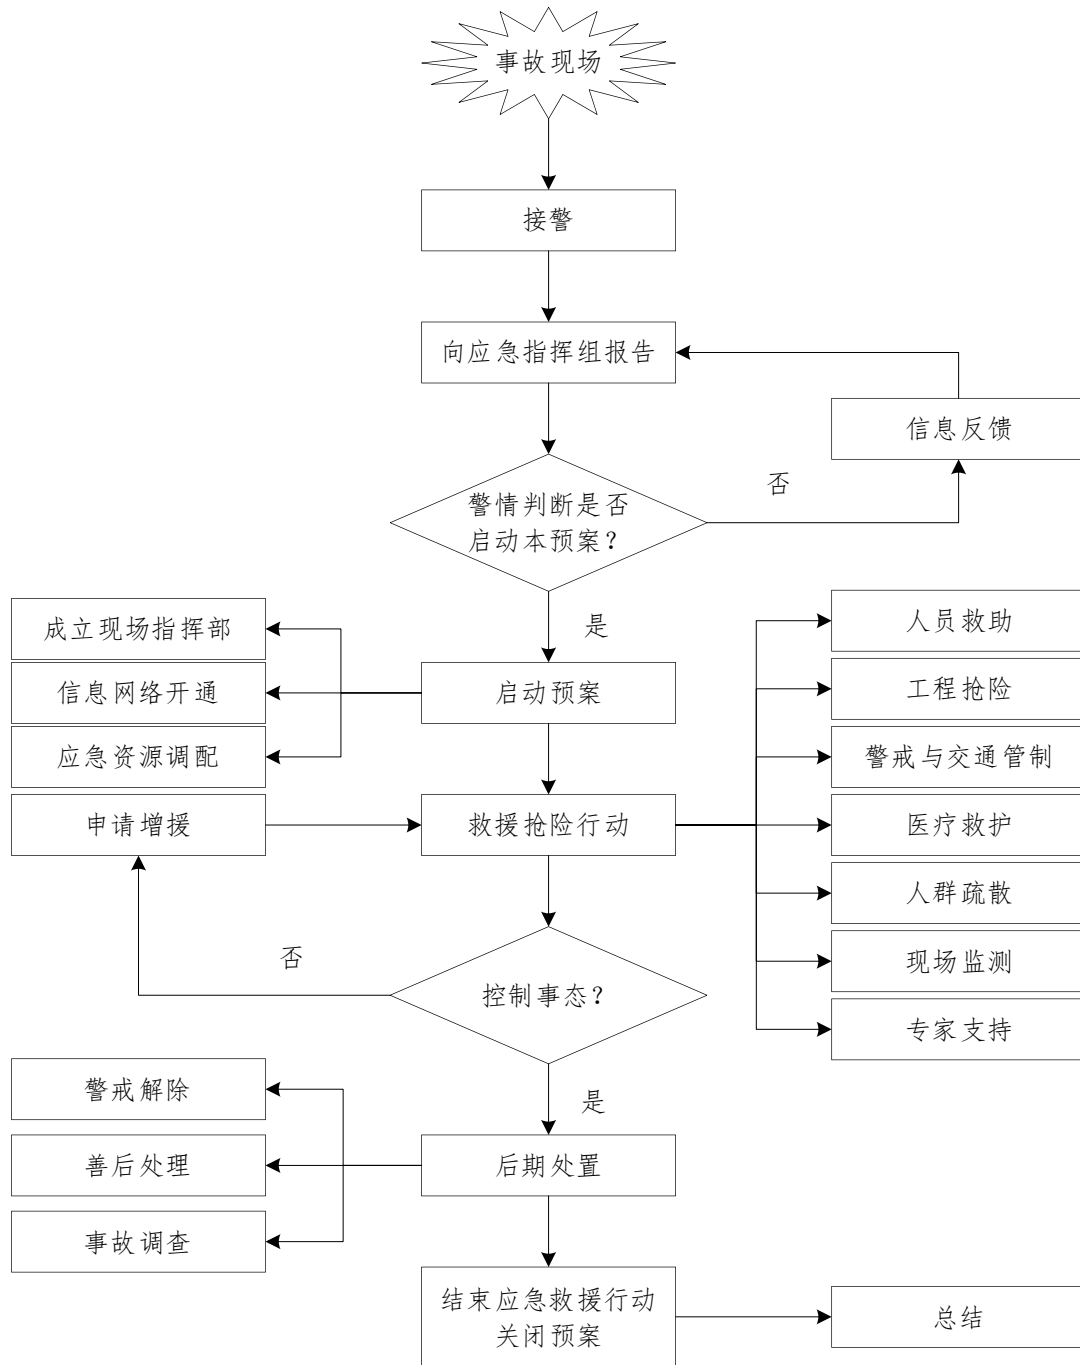 事故现场
接警
向应急指挥组报告
信息反馈
否
警情判断是否
启动本预案？
是
成立现场指挥部
信息网络开通
应急资源调配
启动预案
人员救助
工程抢险
警戒与交通管制
申请增援
救援抢险行动
医疗救护
人群疏散
现场监测
专家支持
否
控制事态？
是
警戒解除
善后处理
事故调查
后期处置
结束应急救援行动
关闭预案
总结